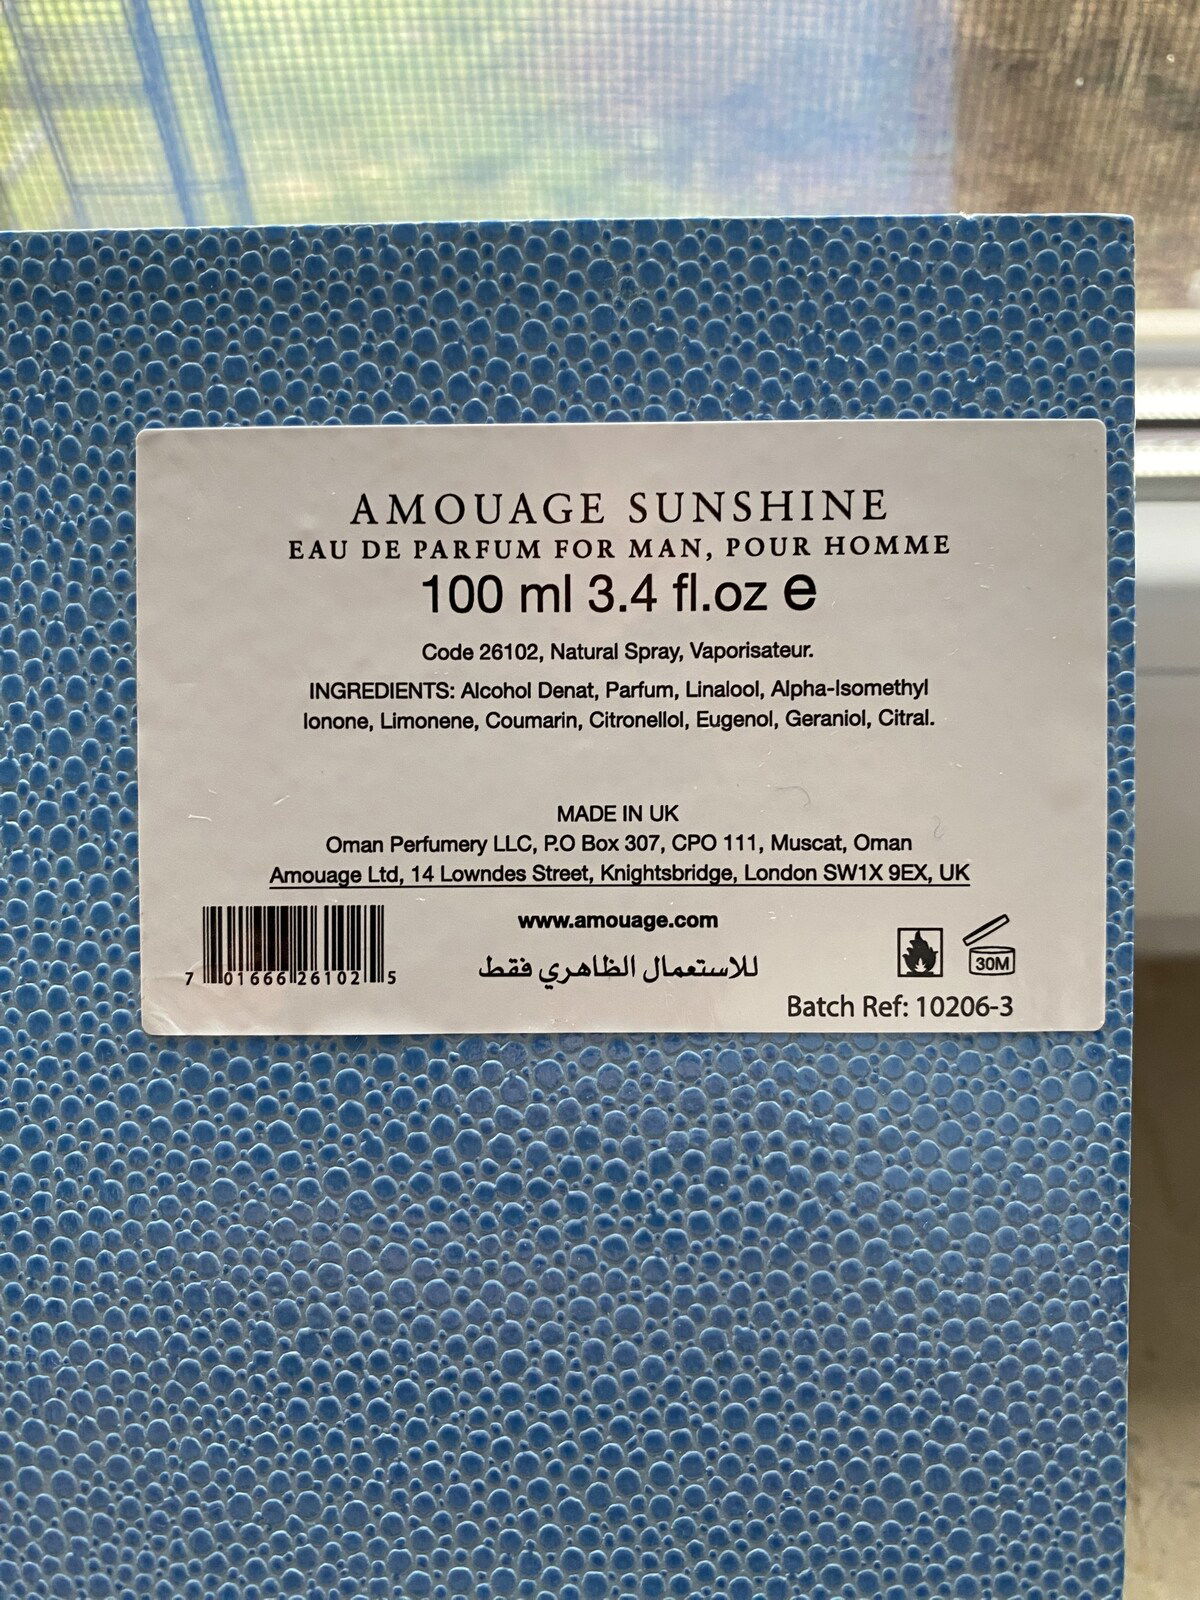 AMOUAGE SUNSHINE
EAU DE PARFUM FOR MAN, POUR HOMME
100 ml 3.4 fl.oz e
Code 26102, Natural Spray, Vaporisateur.
INGREDIENTS: Alcohol Denat, Parfum, Linalool, Alpha-Isomethyl
Ionone, Limonene, Coumarin, Citronellol, Eugenol, Geraniol, Citral.
MADE IN UK
Oman Perfumery LLC, P.O Box 307, CPO 111, Muscat, Oman
Amouage Ltd, 14 Lowndes Street, Knightsbridge, London SW1X 9EX, UK
www.amouage.com
للاستعمال الظاهري فقط
7 01666 26102 5
30M
Batch Ref: 10206-3